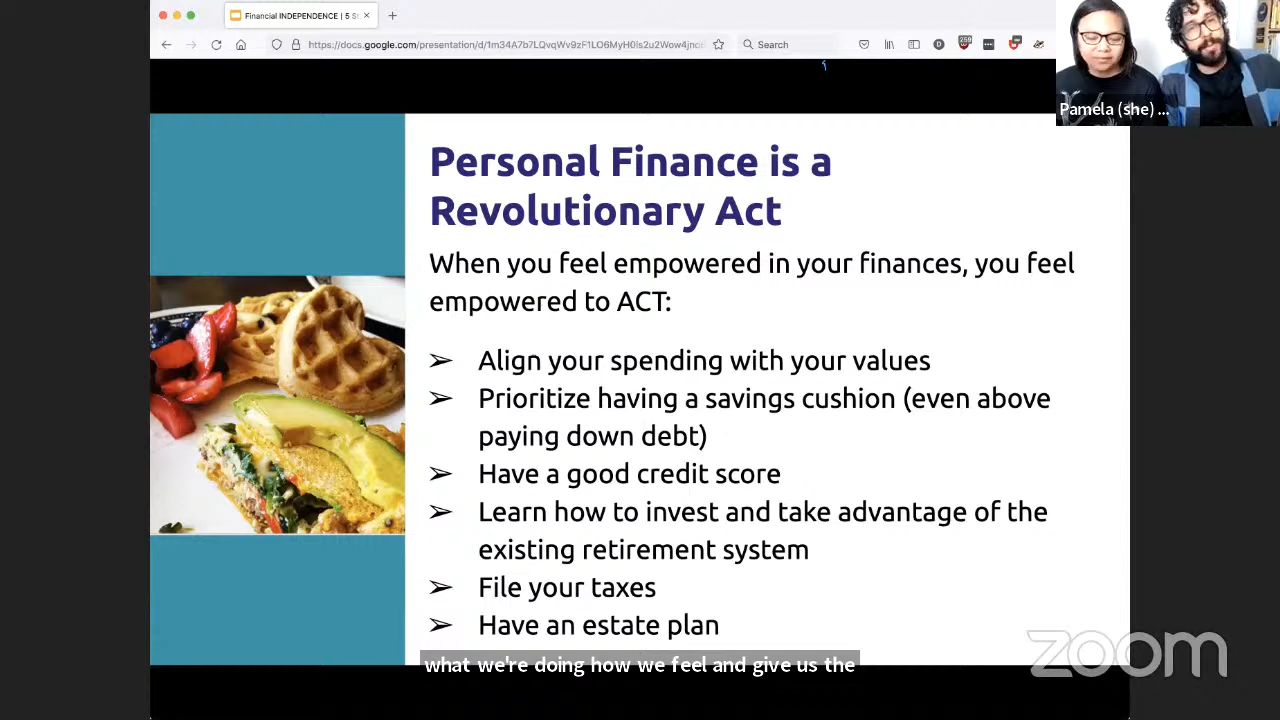 Financial INDEPENDENCE | 5 St
https://docs.google.com/presentation/d/1m34A7b7LQvqWv9zF1LO6MyH0ls2u2Wow4jnos
Search
259
Pamela (she) ...
Personal Finance is a
Revolutionary Act
When you feel empowered in your finances, you feel
empowered to ACT:
➢ Align your spending with your values
➢ Prioritize having a savings cushion (even above
paying down debt)
➢ Have a good credit score
➢ Learn how to invest and take advantage of the
existing retirement system
➢ File your taxes
➢ Have an estate plan
what we're doing how we feel and give us the
zoom